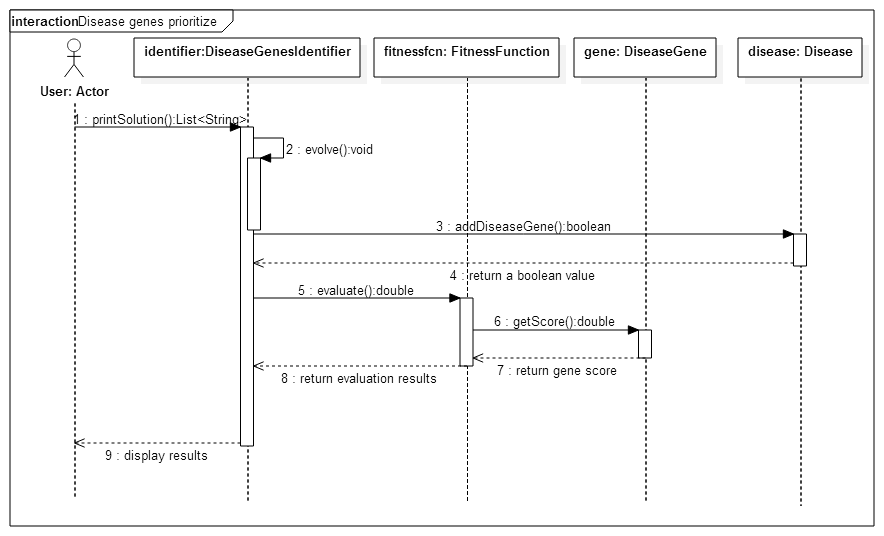 interactionDisease genes prioritize
identifier:DiseaseGenesIdentifier
fitnessfcn: FitnessFunction
gene: DiseaseGene
disease: Disease
User: Actor
1 : printSolution():List<String>
2 : evolve():void
3 : addDiseaseGene():boolean
4 : return a boolean value
5 : evaluate():double
6 : getScore():double
7 : return gene score
8 : return evaluation results
9 : display results